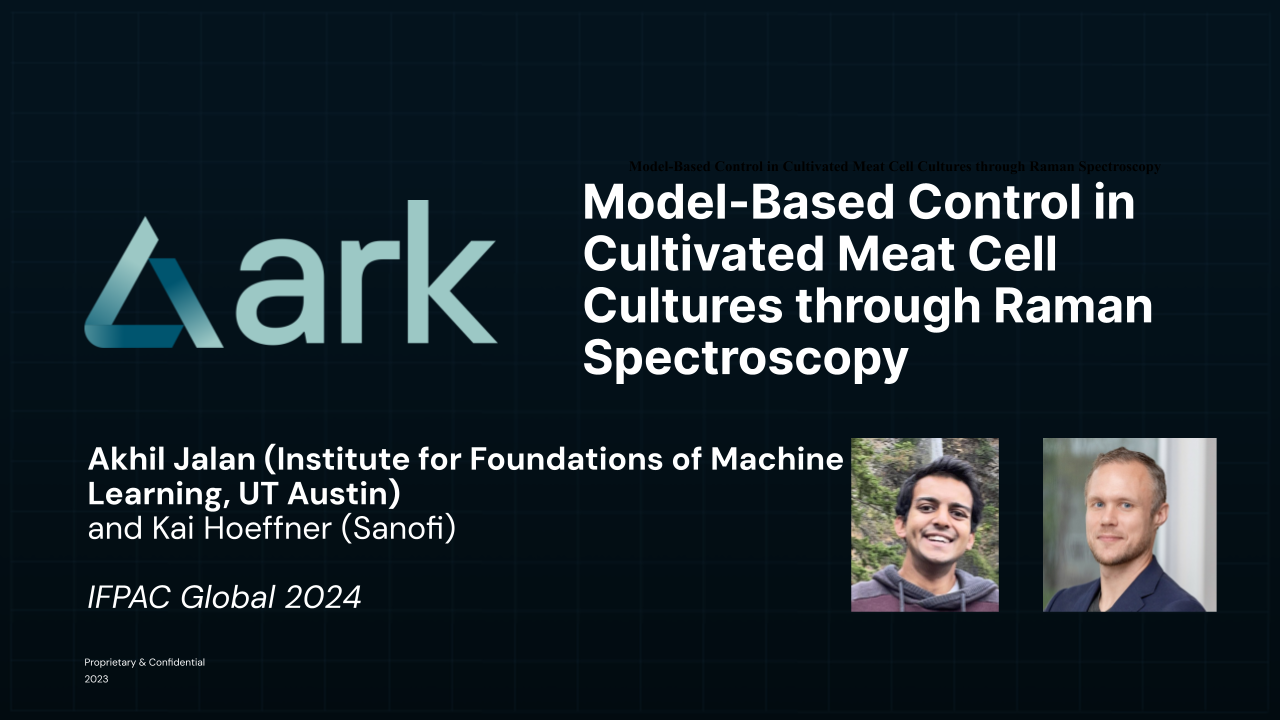 Model-Based Control in Cultivated Meat Cell Cultures through Raman Spectroscopy
ark
Model-Based Control in
Cultivated Meat Cell
Cultures through Raman
Spectroscopy
Akhil Jalan (Institute for Foundations of Machine
Learning, UT Austin)
and Kai Hoeffner (Sanofi)
IFPAC Global 2024
Proprietary & Confidential
2023